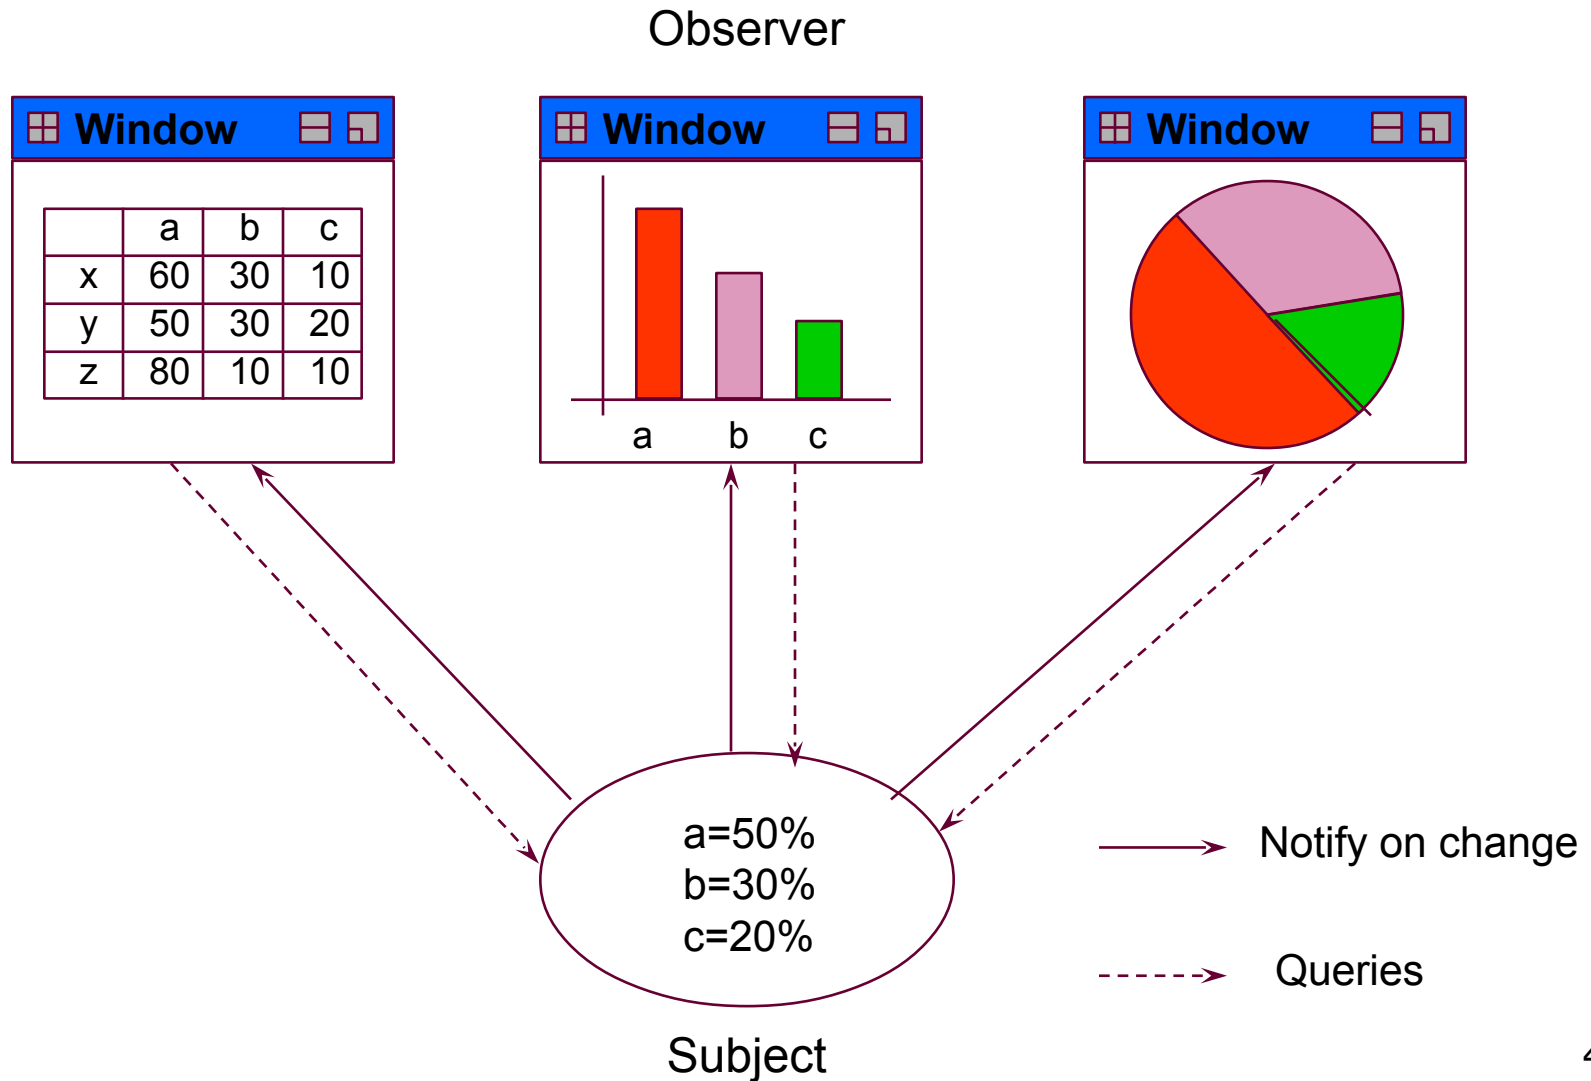 Observer
Window
Window
Window
a b c
x 60 30 10
y 50 30 20
z 80 10 10
a b c
a=50%
b=30%
c=20%
Notify on change
Queries
Subject